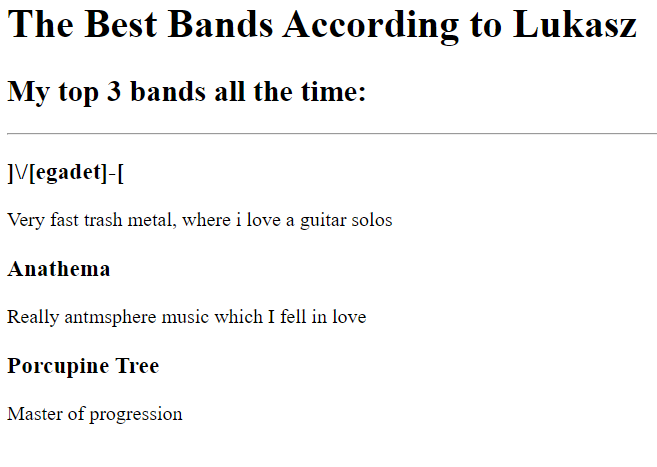 The Best Bands According to Lukasz
My top 3 bands all the time:
]\/[egadet]-[
Very fast trash metal, where i love a guitar solos
Anathema
Really antmsphere music which I fell in love
Porcupine Tree
Master of progression